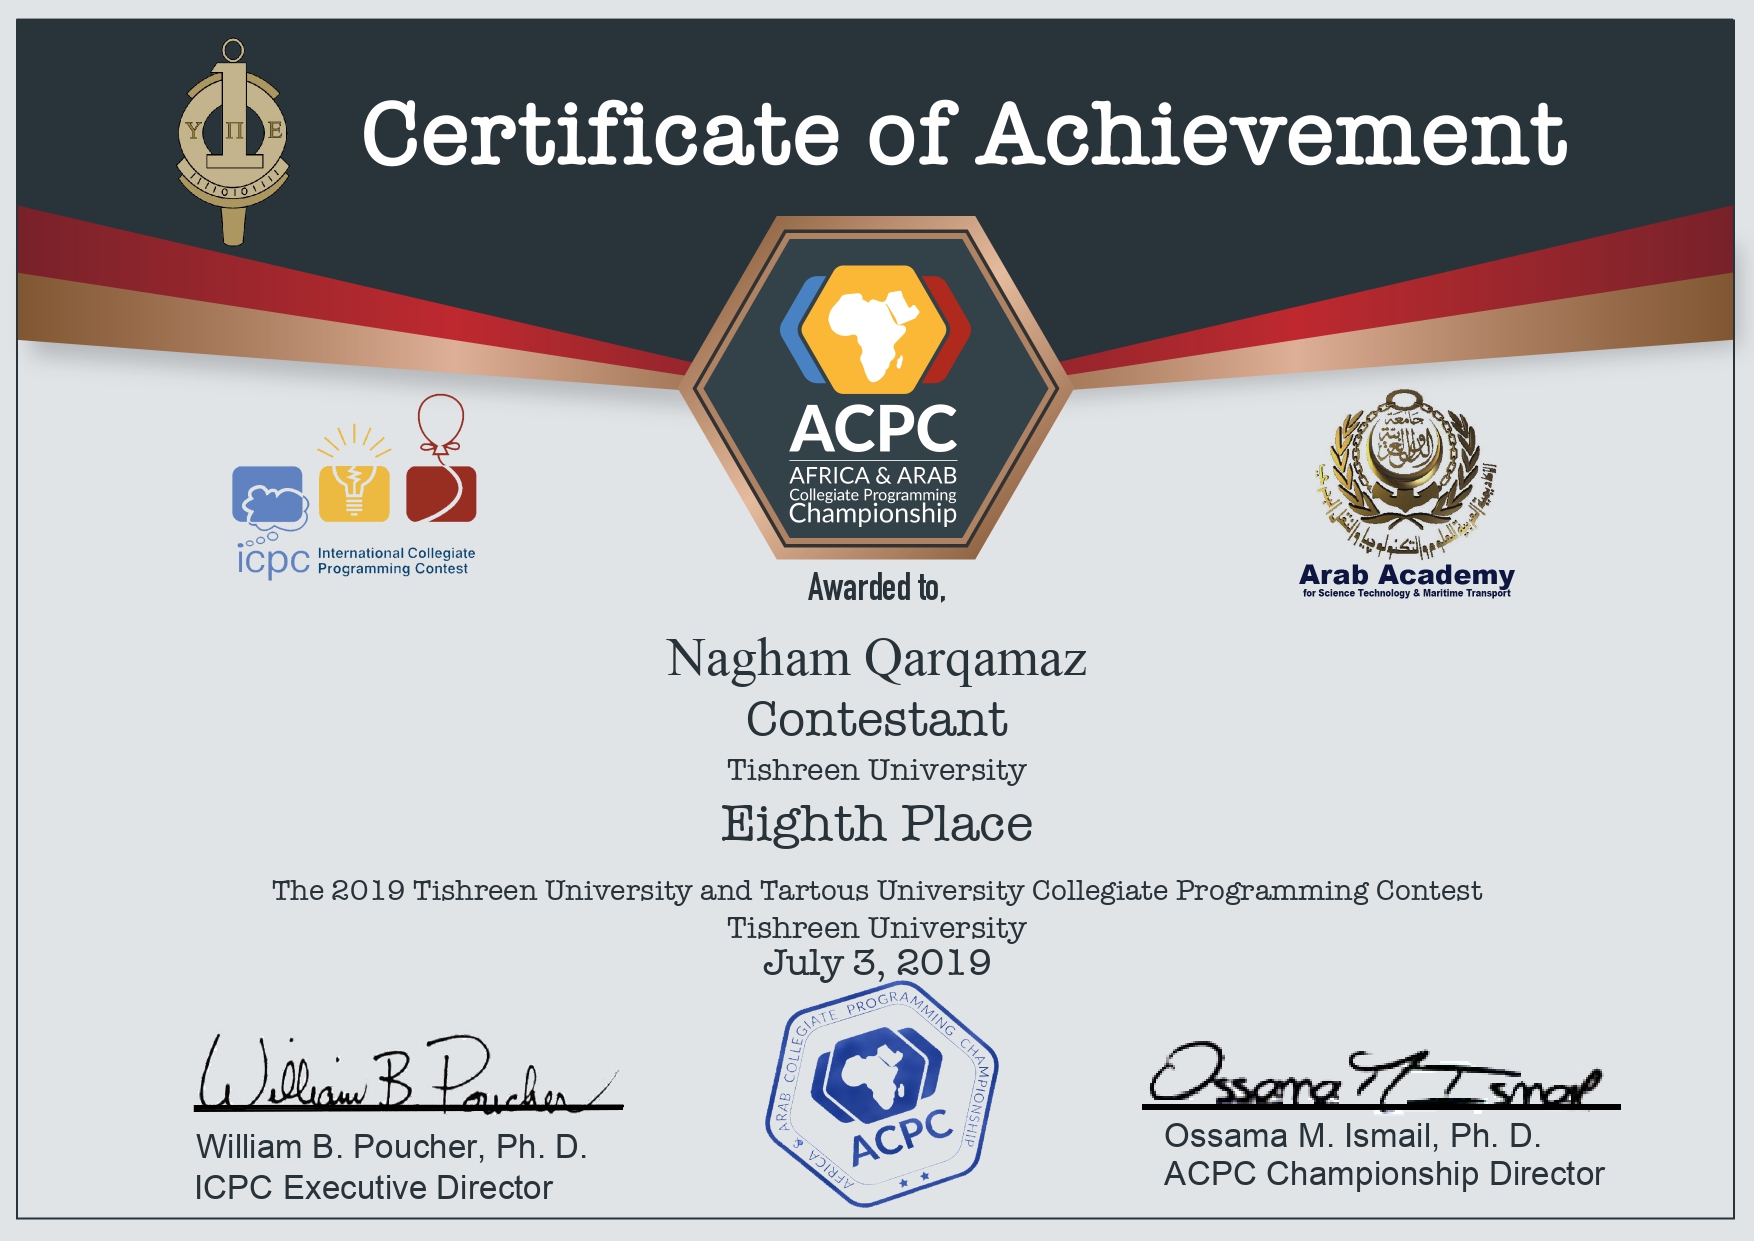 Υ Π Ε
Certificate of Achievement
ACPC
AFRICA & ARAB
Collegiate Programming
Championship
icpc International Collegiate
Programming Contest
Arab Academy
for Science Technology & Maritime Transport
Awarded to,
Nagham Qarqamaz
Contestant
Tishreen University
Eighth Place
The 2019 Tishreen University and Tartous University Collegiate Programming Contest
Tishreen University
July 3, 2019
William B. Poucher
William B. Poucher, Ph. D.
ICPC Executive Director
AFRICA & ARAB COLLEGIATE PROGRAMMING CHAMPIONSHIP
ACPC
Ossama M. Ismail, Ph. D.
ACPC Championship Director